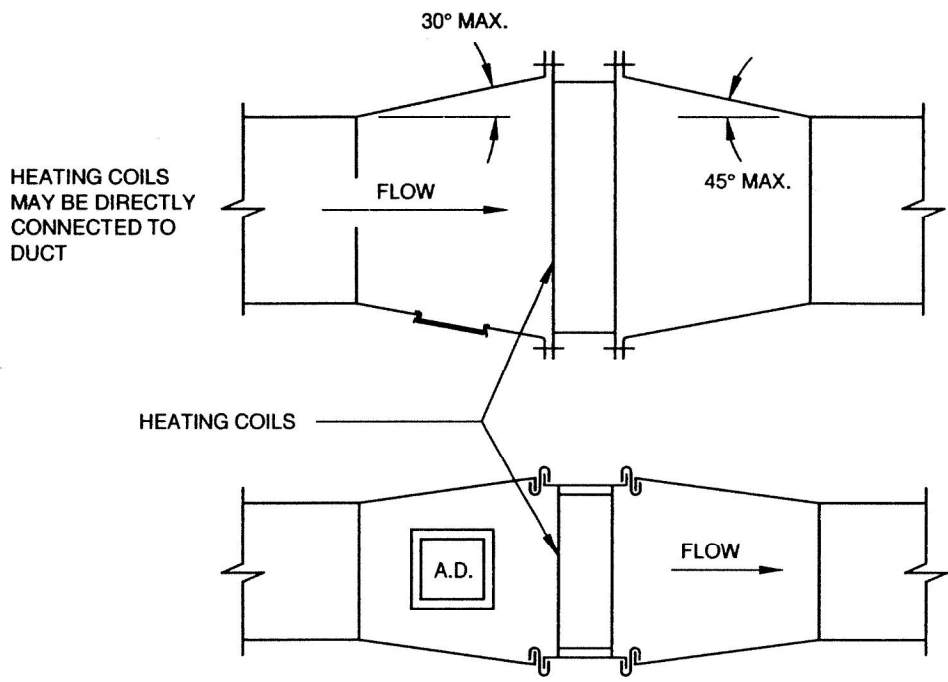 30° MAX.
HEATING COILS
MAY BE DIRECTLY
CONNECTED TO
DUCT
FLOW
45° MAX.
HEATING COILS
A.D.
FLOW